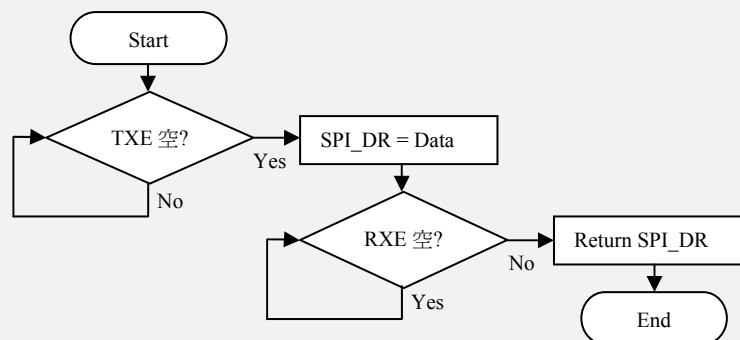 Start
TXE 空?
Yes
No
SPI_DR = Data
RXE 空?
No
Yes
Return SPI_DR
End